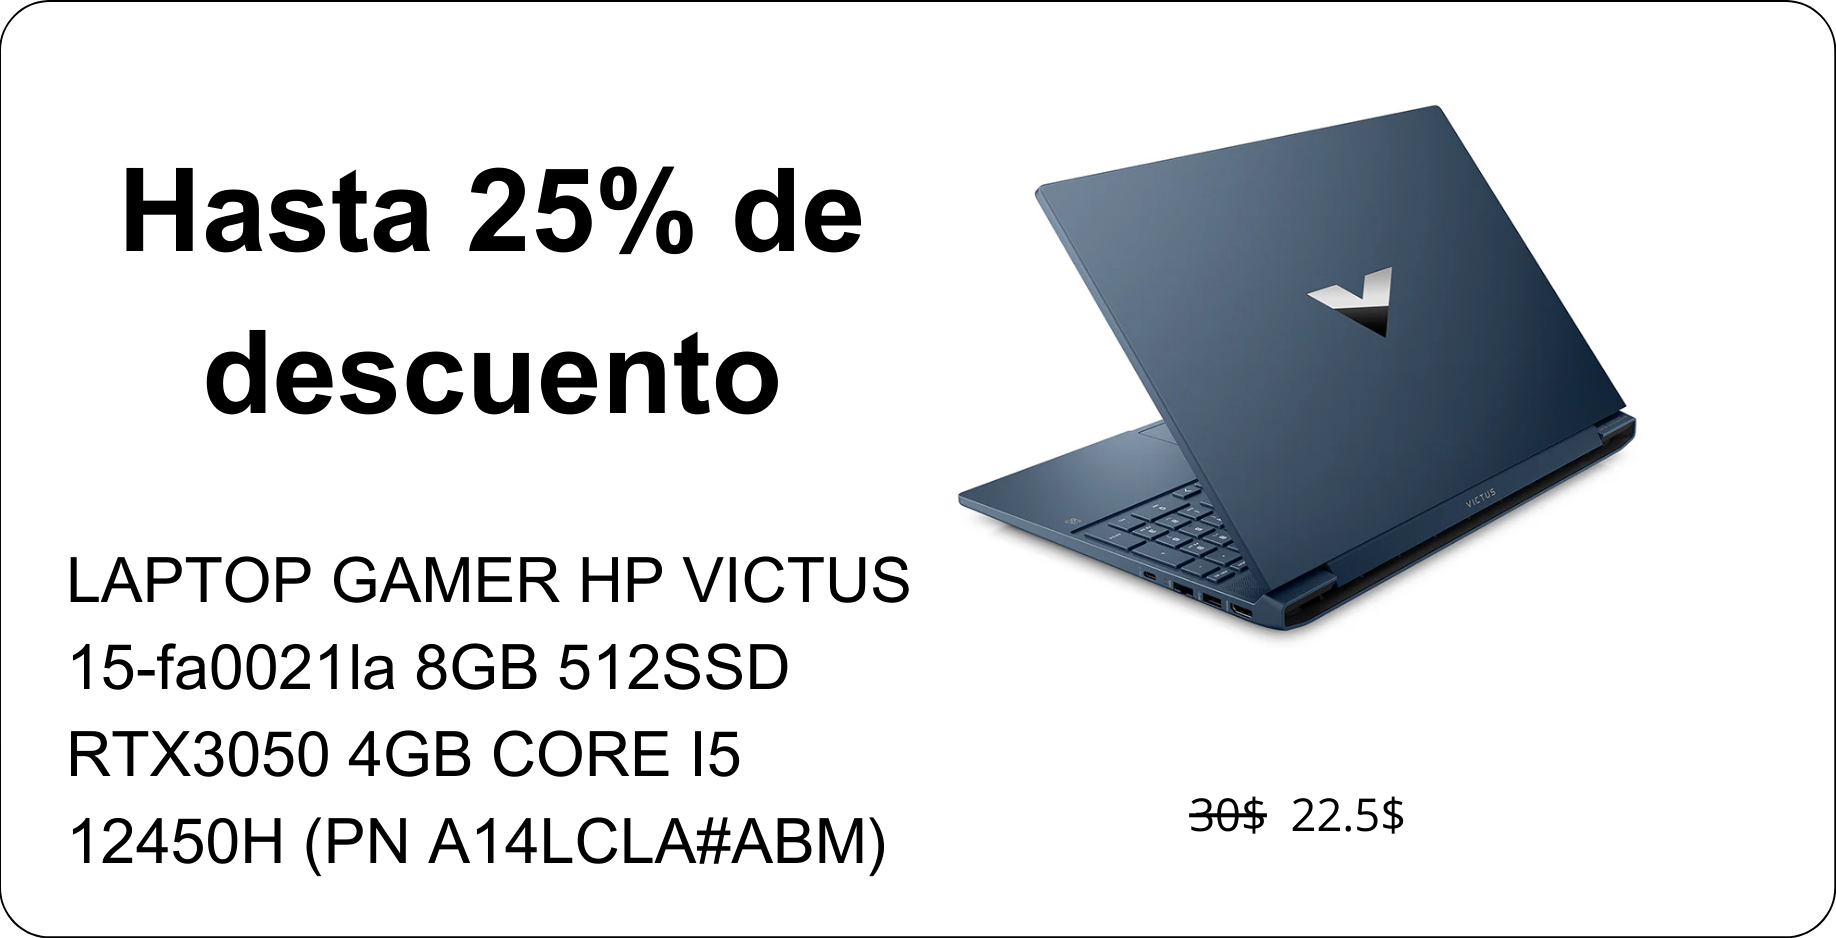 Hasta 25% de
descuento
LAPTOP GAMER HP VICTUS
15-fa0021la 8GB 512SSD
RTX3050 4GB CORE I5
12450H (PN A14LCLA#ABM)
VICTUS
30$ 22.5$